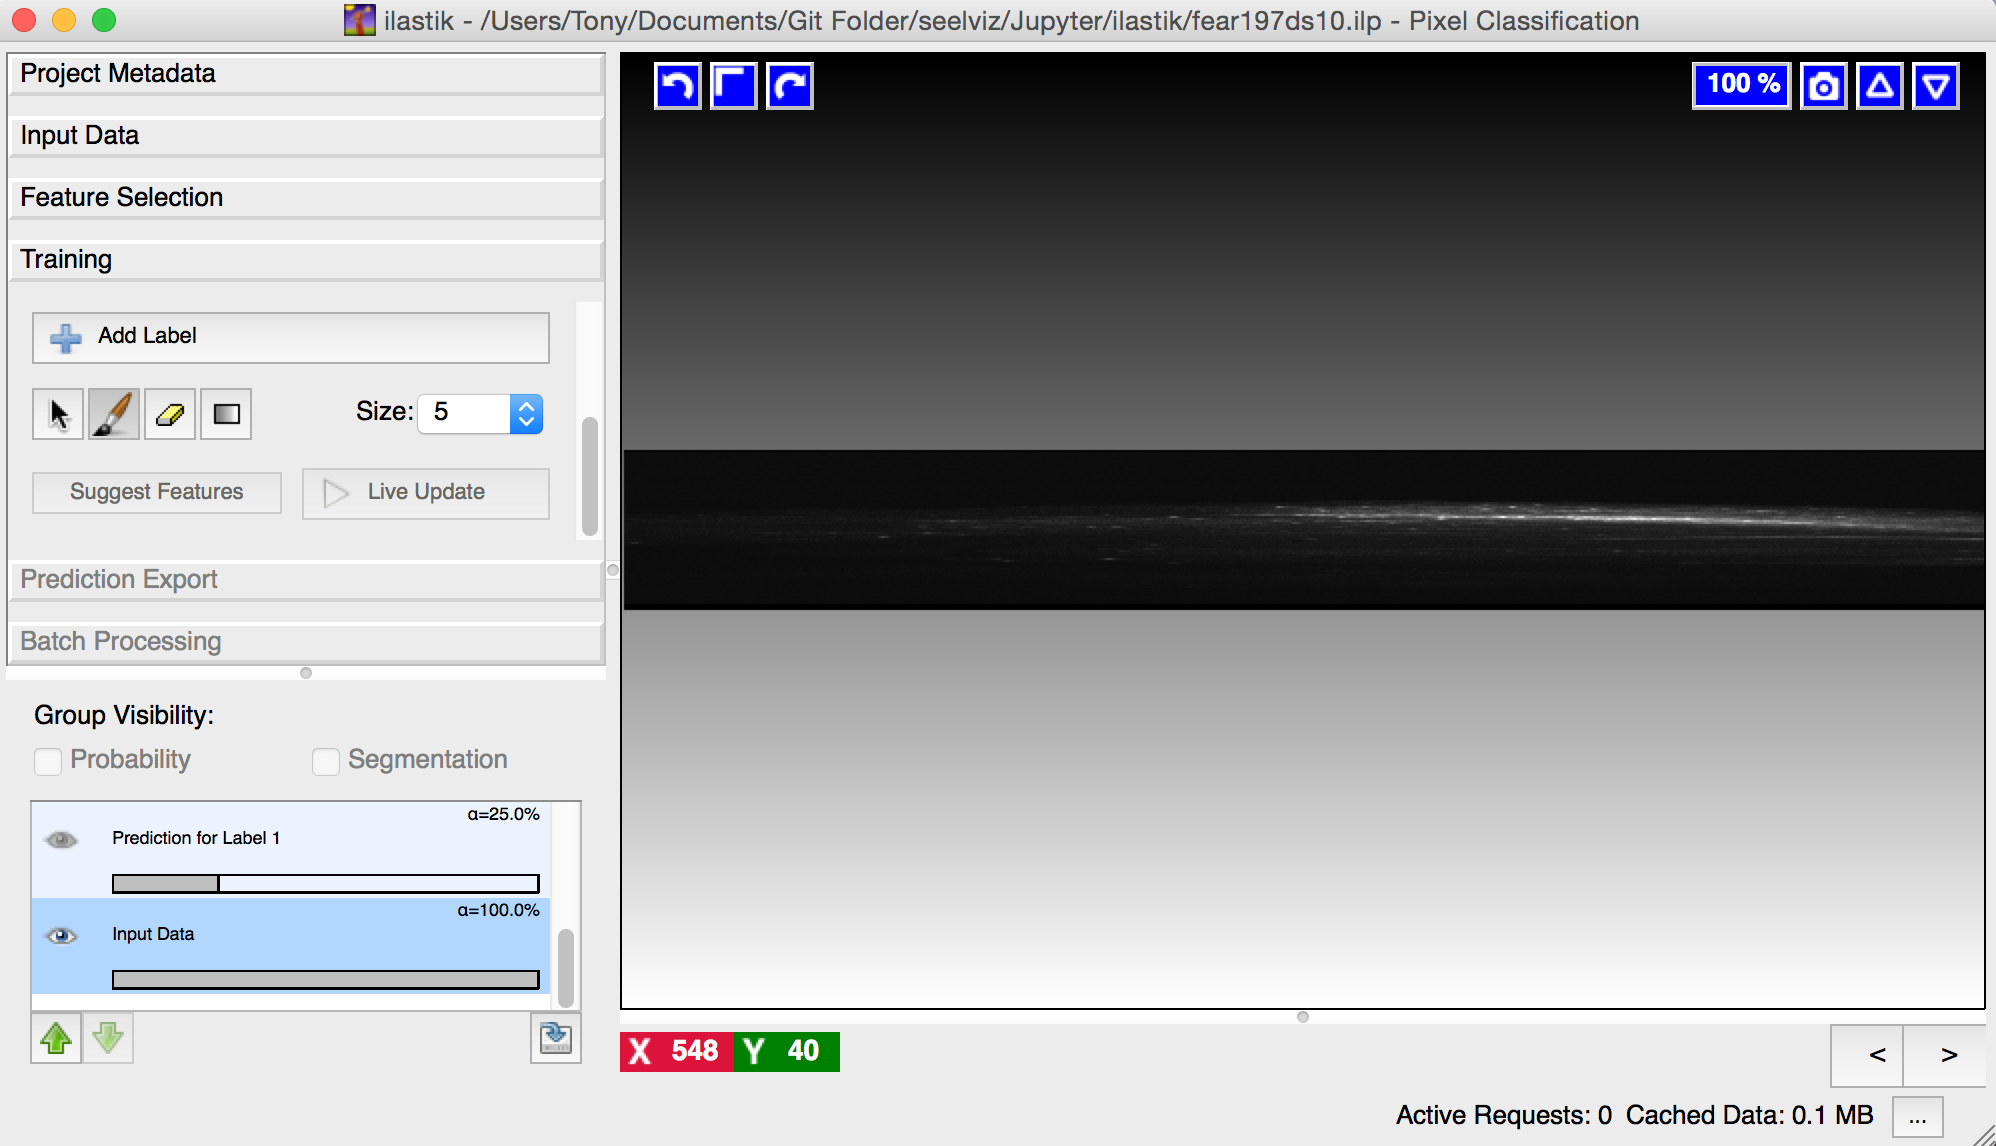 ilastik - /Users/Tony/Documents/Git Folder/seelviz/Jupyter/ilastik/fear197ds10.ilp - Pixel Classification
Project Metadata
Input Data
Feature Selection
Training
Add Label
Size: 5
Suggest Features
Live Update
Prediction Export
Batch Processing
Group Visibility:
Probability
Segmentation
α=25.0%
Prediction for Label 1
α=100.0%
Input Data
100 %
X 548 Y 40
< >
Active Requests: 0 Cached Data: 0.1 MB ...